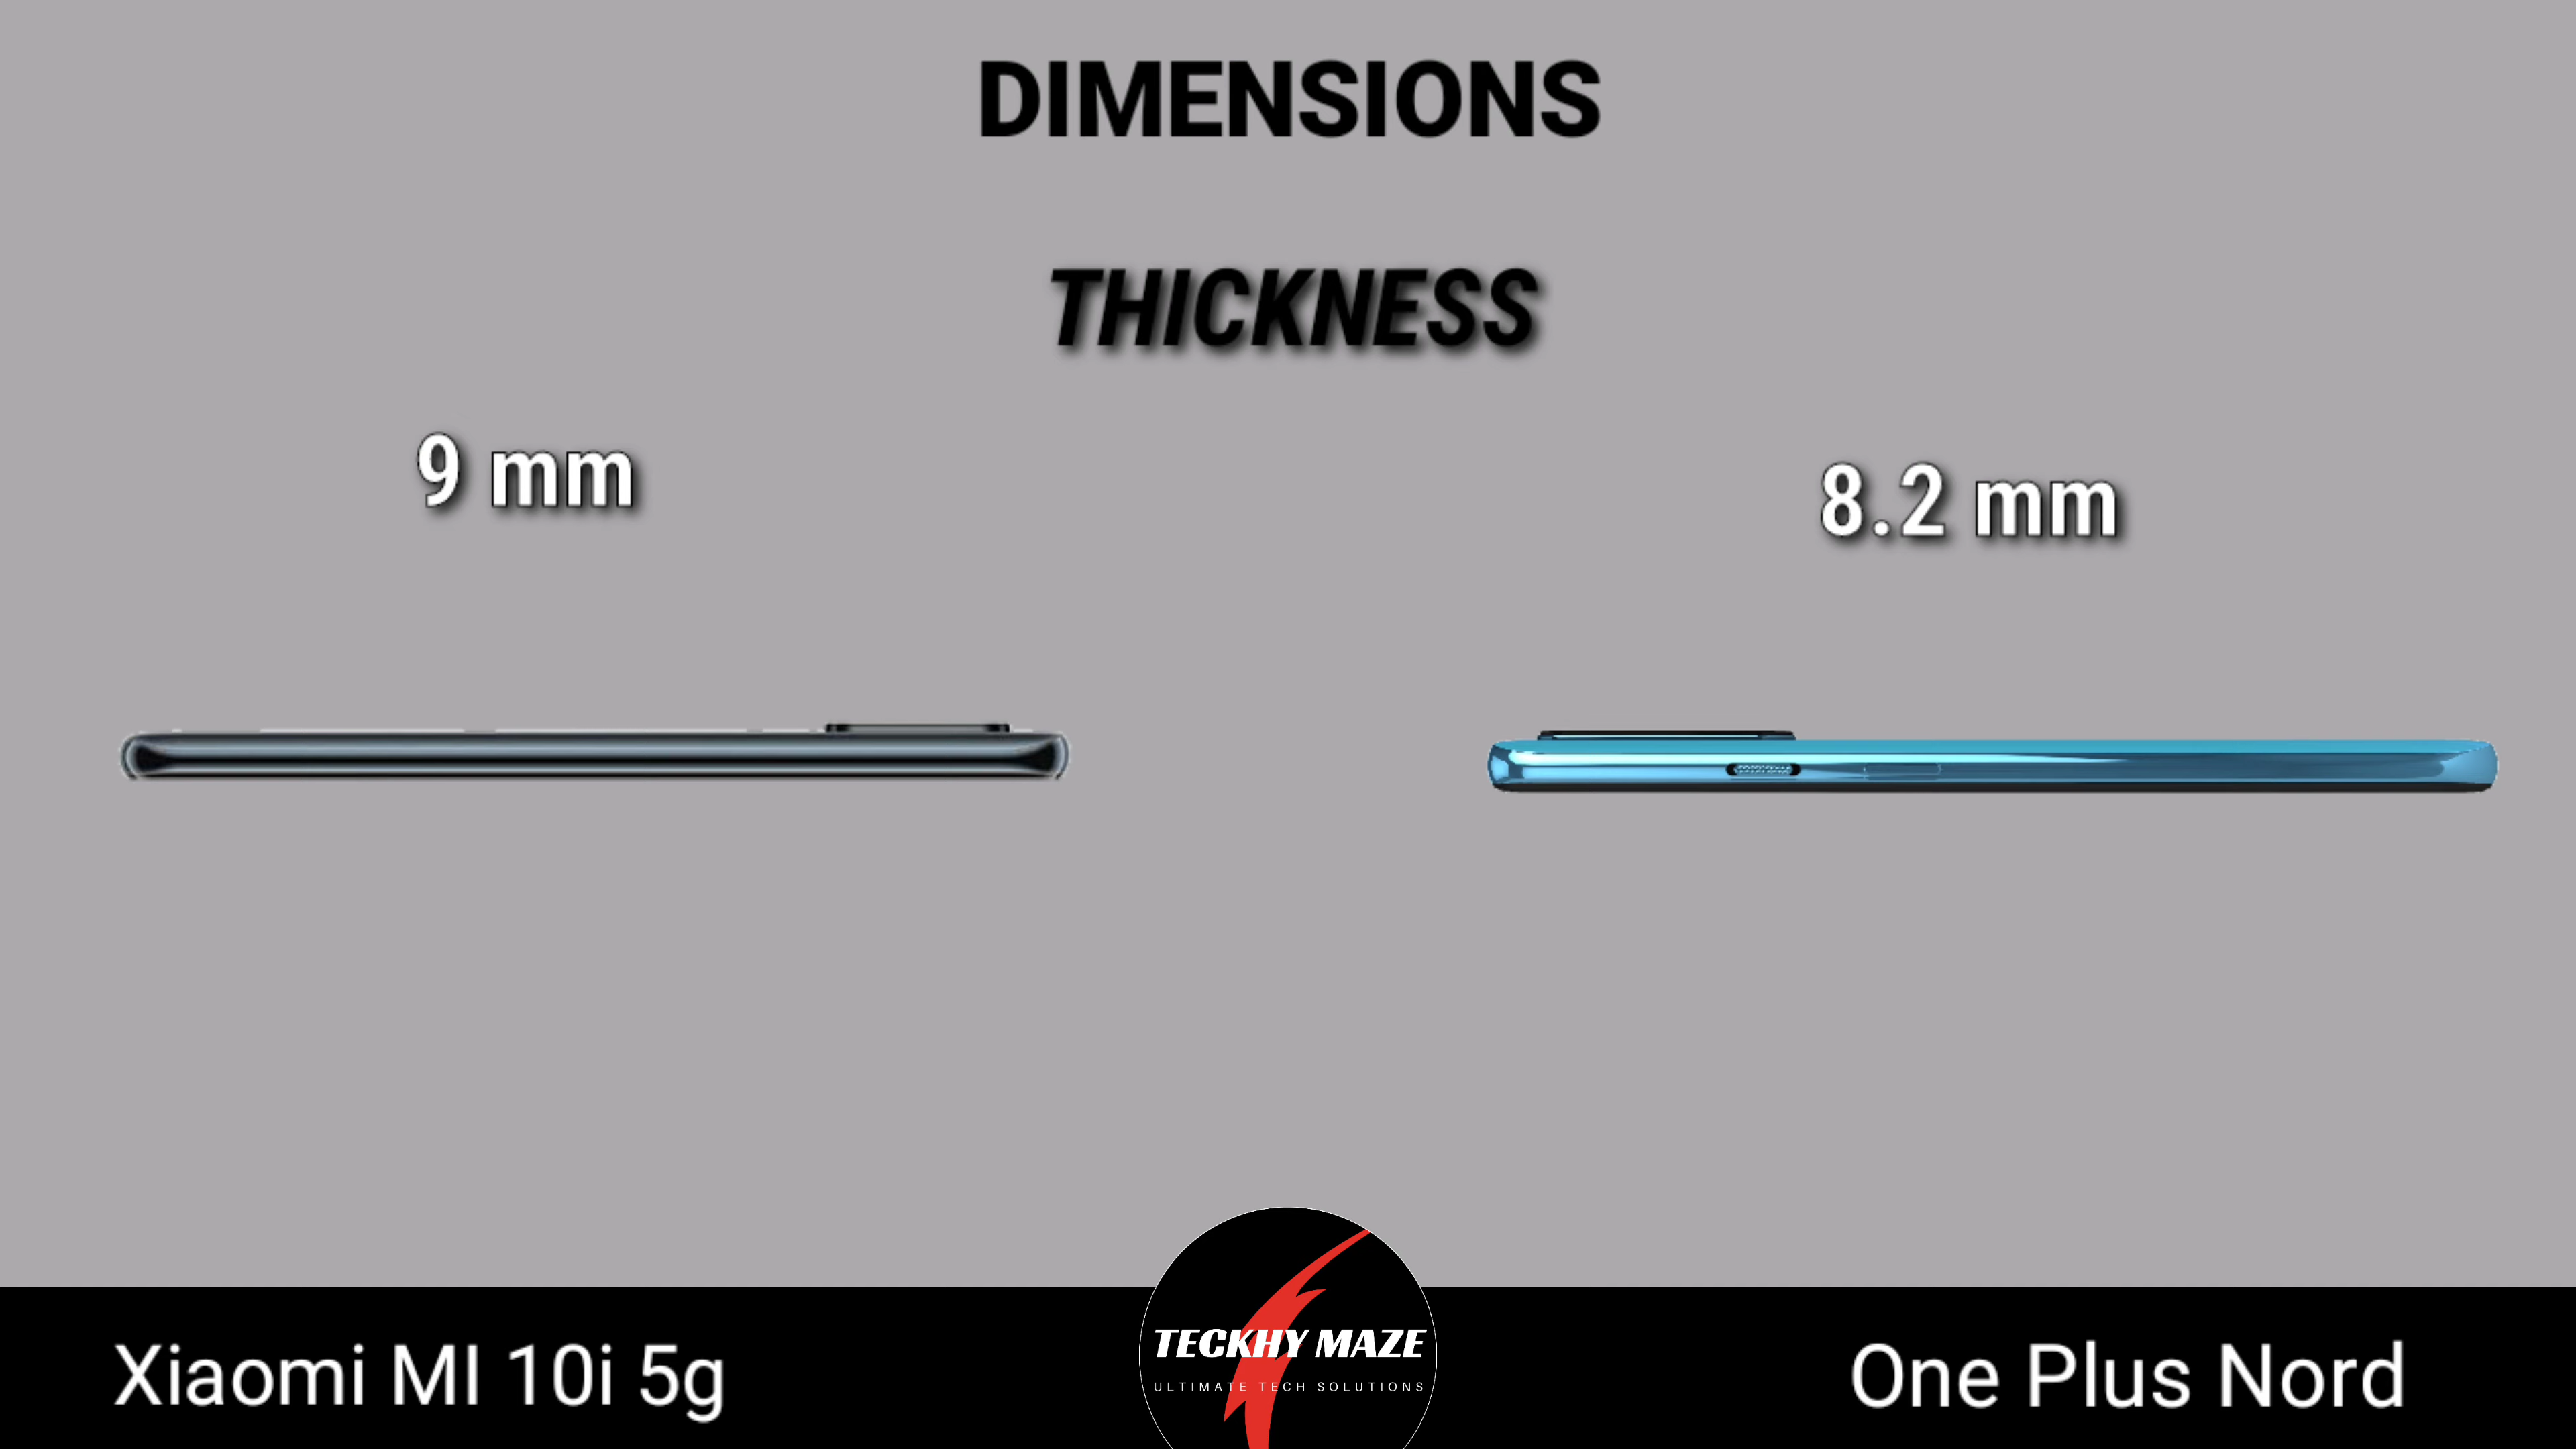 DIMENSIONS
THICKNESS
9 mm
8.2 mm
Xiaomi MI 10i 5g
TECKHY MAZE
ULTIMATE TECH SOLUTIONS
One Plus Nord